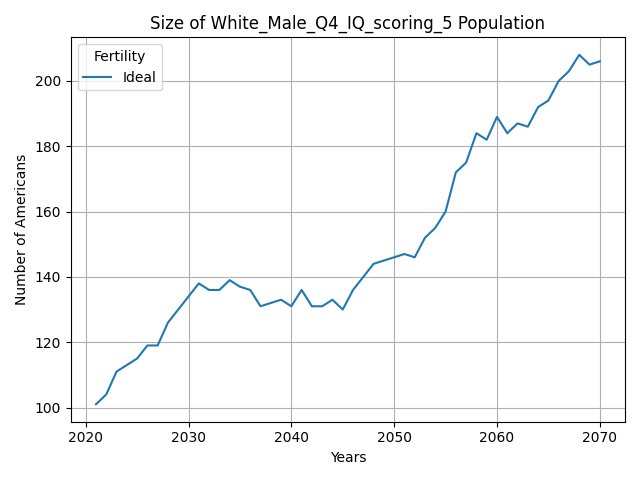 Size of White_Male_Q4_IQ_scoring_5 Population
Fertility
Ideal
Number of Americans
200
180
160
140
120
100
2020 2030 2040 2050 2060 2070
Years